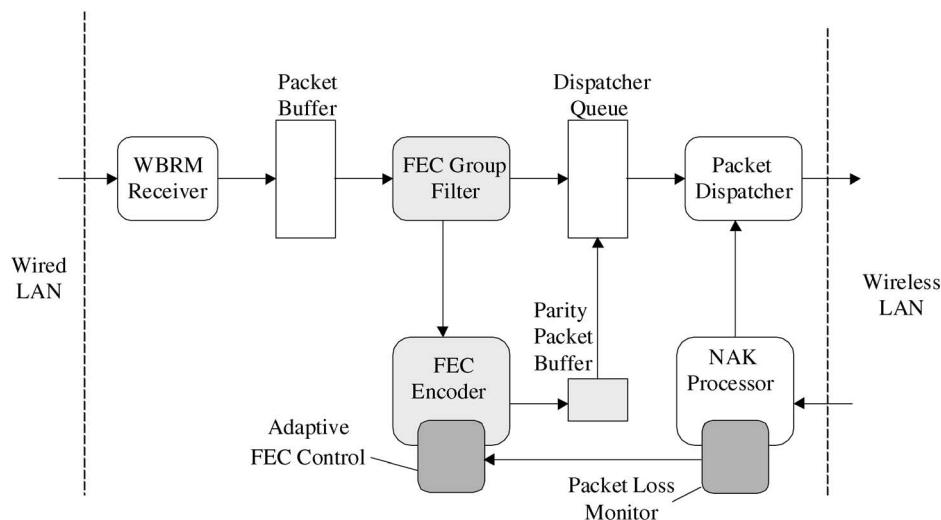 Packet
Buffer
Dispatcher
Queue
WBRM
Receiver
FEC Group
Filter
Packet
Dispatcher
Wired
LAN
Wireless
LAN
Parity
Packet
Buffer
FEC
Encoder
NAK
Processor
Adaptive
FEC Control
Packet Loss
Monitor